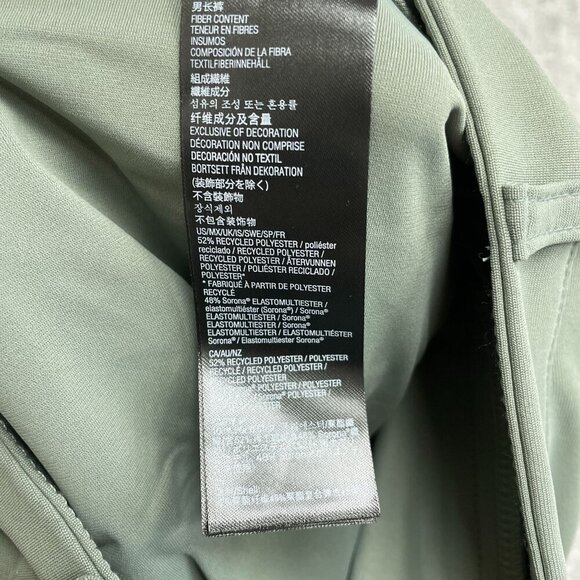 男长裤
FIBER CONTENT
TENEUR EN FIBRES
INSUMOS
COMPOSICIÓN DE LA FIBRA
TEXTILFIBERINNEHÅLL
組成繊維
纖維成分
섬유의 조성 또는 혼용률
纤维成分及含量
EXCLUSIVE OF DECORATION
DÉCORATION NON COMPRISE
DECORACIÓN NO TEXTIL
BORTSETT FRÅN DEKORATION
(装飾部分を除く)
不含裝飾物
장식제외
不包含装饰物
US/MX/UK/IS/SWE/SP/FR
52% RECYCLED POLYESTER / poliéster
reciclado / RECYCLED POLYESTER /
RECYCLED POLYESTER / ÅTERVUNNEN
POLYESTER / POLIÉSTER RECICLADO /
POLYESTER*
* FABRIQUÉ À PARTIR DE POLYESTER
RECYCLÉ
48% Sorona® ELASTOMULTIESTER /
elastomultiester (Sorona®) / Sorona®
ELASTOMULTIESTER / Sorona®
ELASTOMULTIESTER / ELASTOMULTIÉSTER
Sorona® / Elastomultiester Sorona®
CA/AU/NZ
52% RECYCLED POLYESTER / POLYESTER
RECYCLÉ / RECYCLED POLYESTER /
RECYCLED POLYESTER
Shell